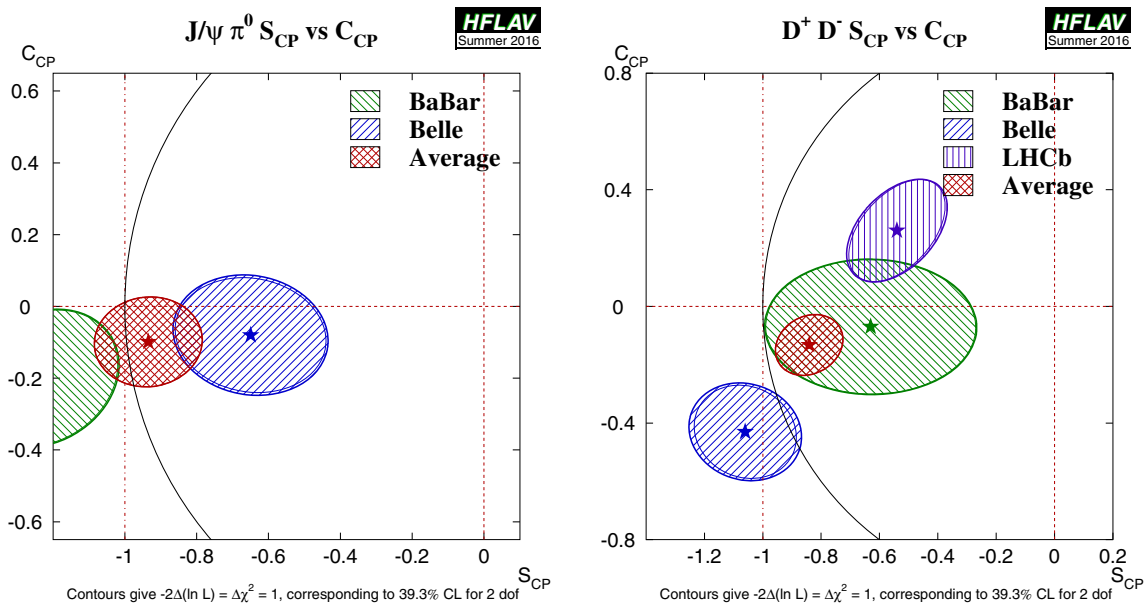 J/ψ π⁰ S_CP vs C_CP
HFLAV
Summer 2016
C_CP
BaBar
Belle
Average
0.6
0.4
0.2
0
-0.2
-0.4
-0.6
-1 -0.8 -0.6 -0.4 -0.2 0
S_CP
Contours give -2Δ(ln L) = Δχ² = 1, corresponding to 39.3% CL for 2 dof
D⁺ D⁻ S_CP vs C_CP
HFLAV
Summer 2016
C_CP
BaBar
Belle
LHCb
Average
0.8
0.4
0
-0.4
-0.8
-1.2 -1 -0.8 -0.6 -0.4 -0.2 0 0.2
S_CP
Contours give -2Δ(ln L) = Δχ² = 1, corresponding to 39.3% CL for 2 dof